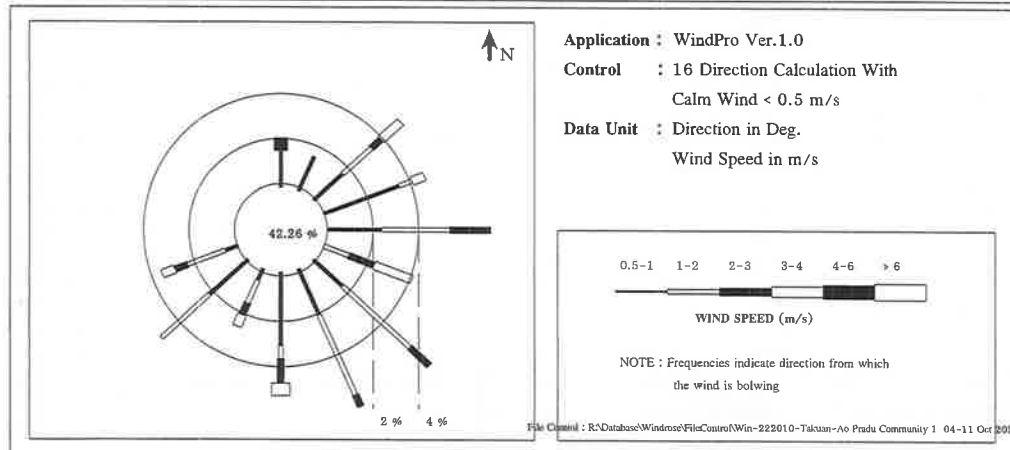 N
42.26 %
2 %
4 %
Application : WindPro Ver.1.0
Control : 16 Direction Calculation With
Calm Wind < 0.5 m/s
Data Unit : Direction in Deg.
Wind Speed in m/s
0.5-1 1-2 2-3 3-4 4-6 > 6
WIND SPEED (m/s)
NOTE : Frequencies indicate direction from which
the wind is bolwing
File Control : R:\Database\Windrose\FileControl\Win-222010-Takuan-Ao Pradu Community 1 04-11 Oct